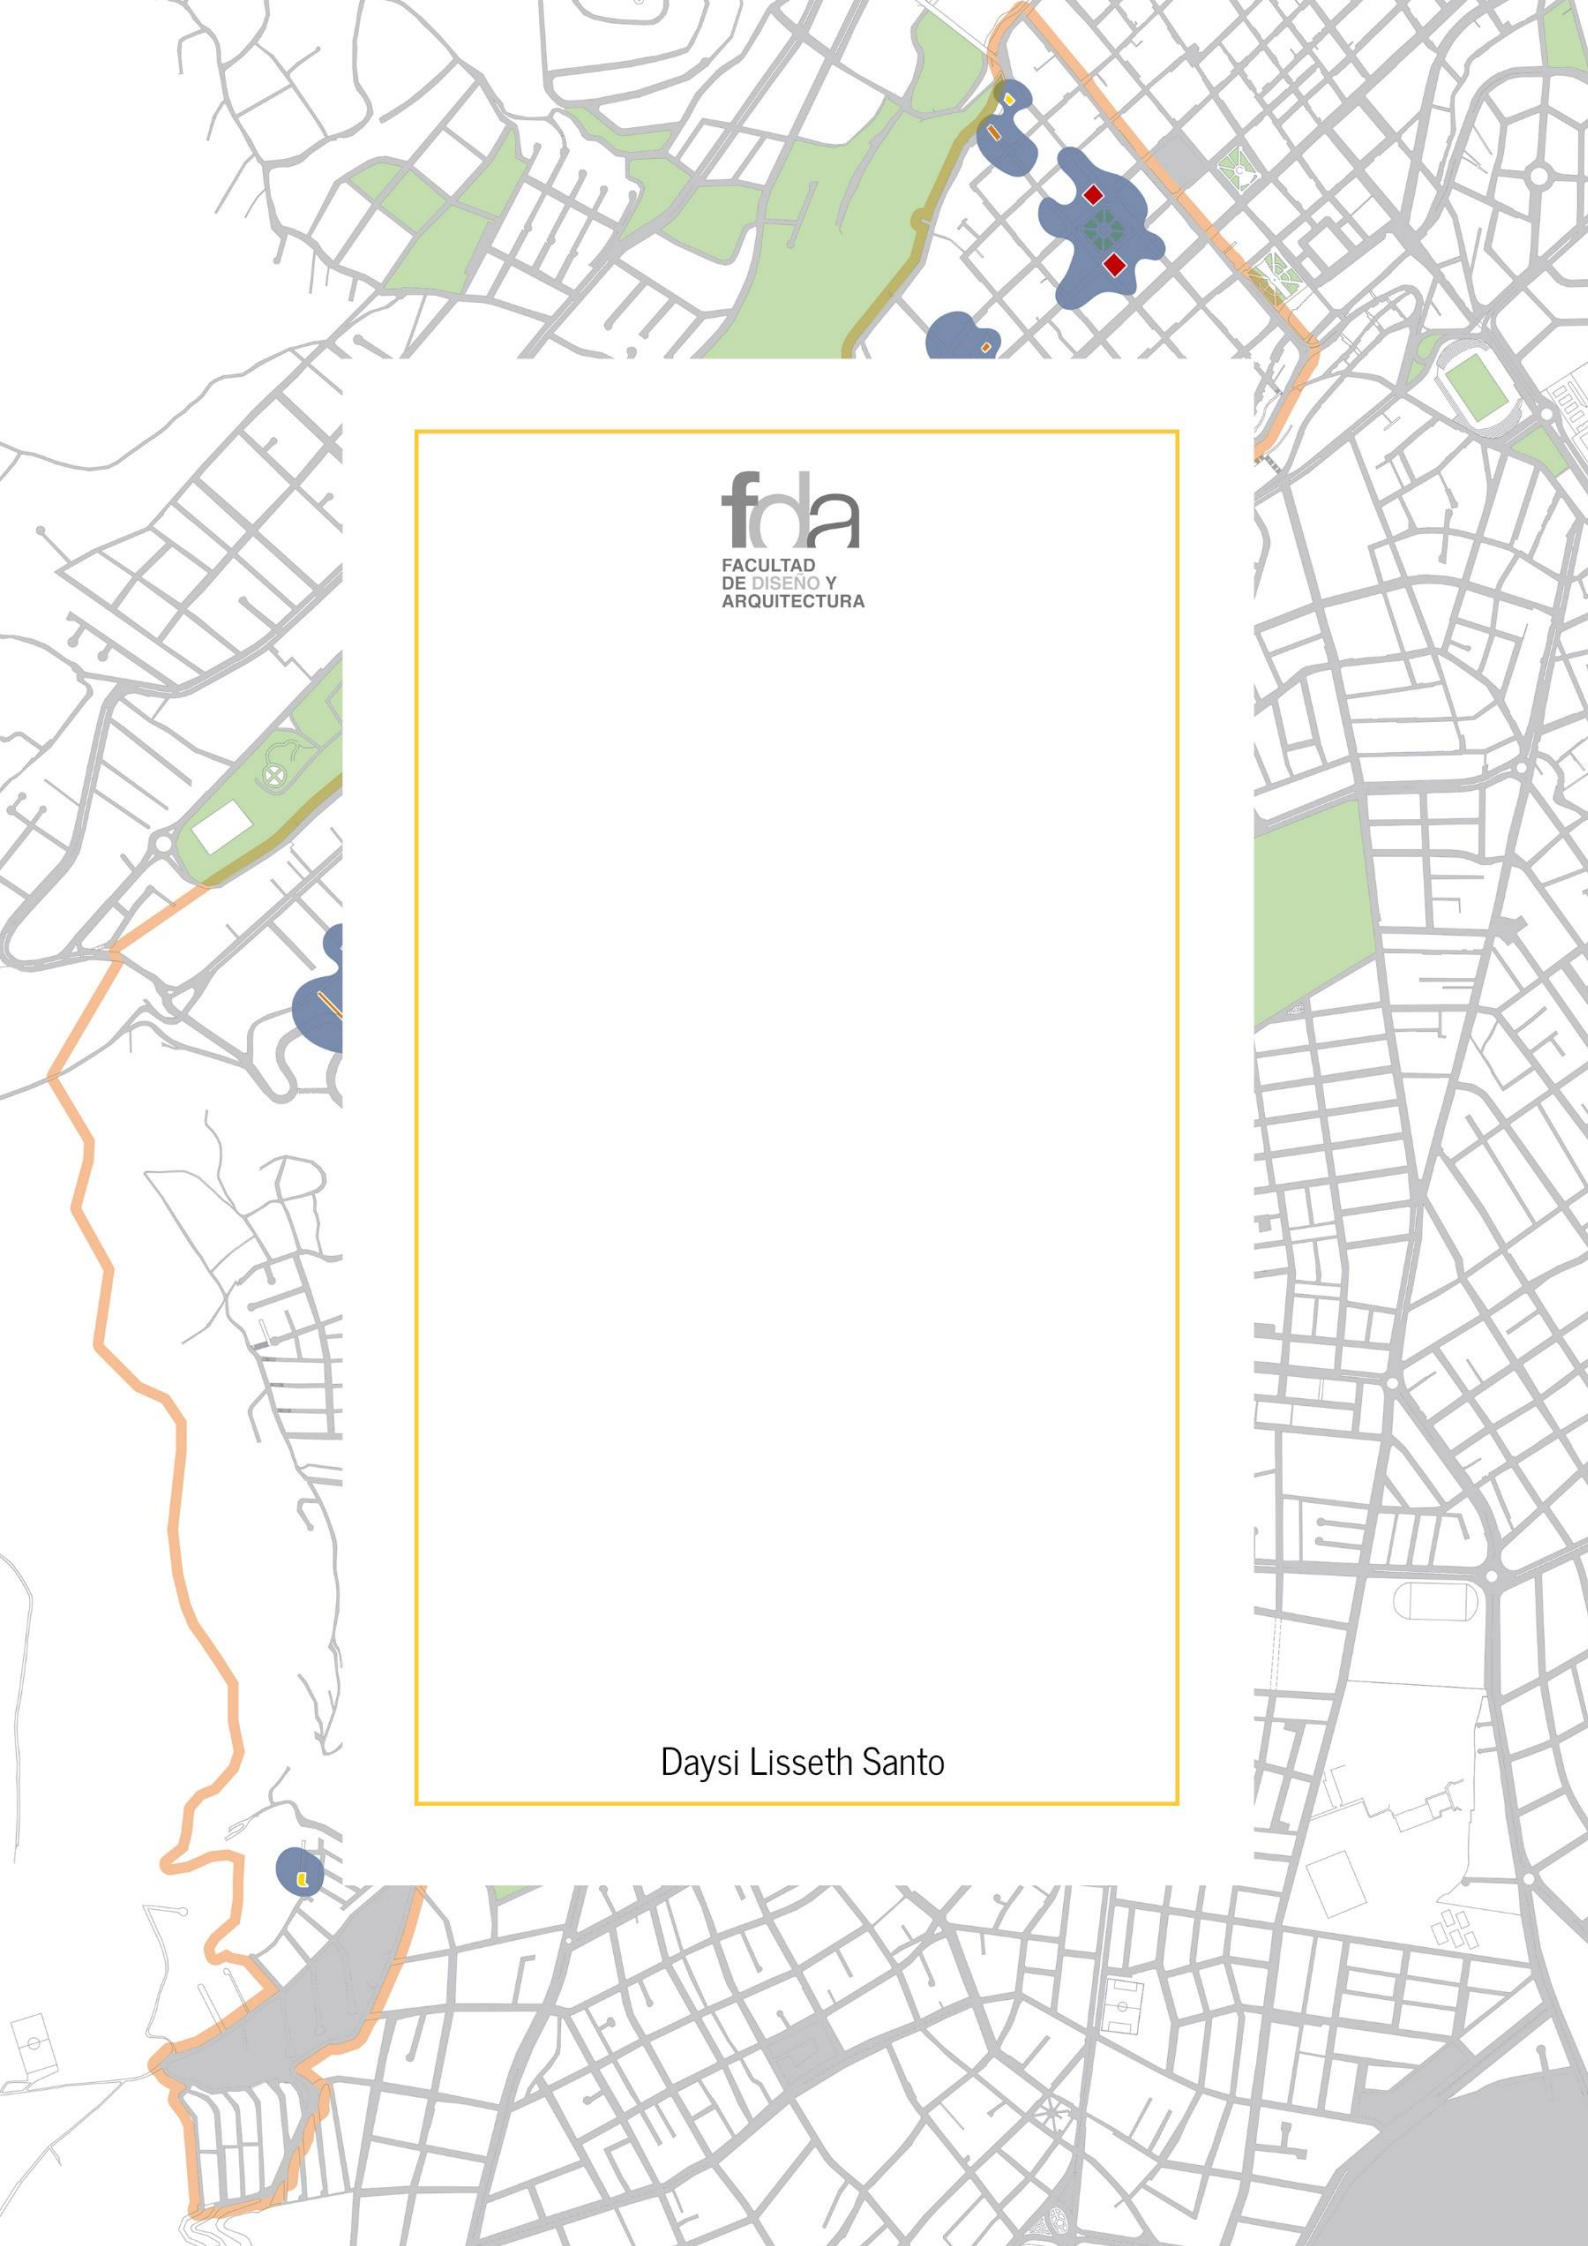 fda
FACULTAD
DE DISEÑO Y
ARQUITECTURA
Daysi Lisseth Santo